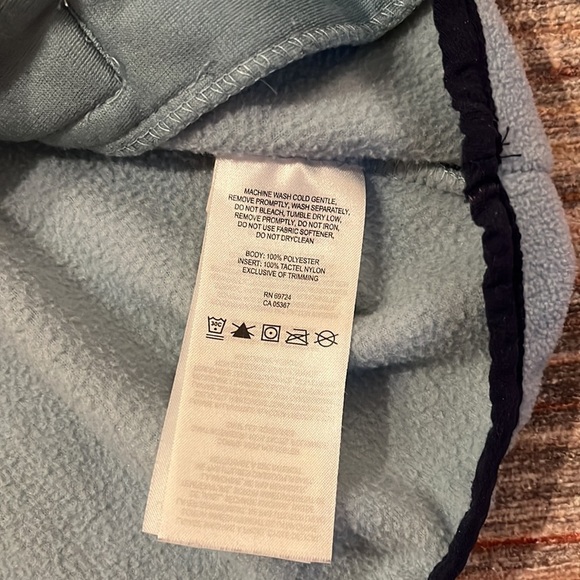 MACHINE WASH COLD GENTLE,
REMOVE PROMPTLY, WASH SEPARATELY,
DO NOT BLEACH, TUMBLE DRY LOW,
REMOVE PROMPTLY, DO NOT IRON,
DO NOT USE FABRIC SOFTENER,
DO NOT DRYCLEAN
BODY: 100% POLYESTER
INSERT: 100% TACTEL NYLON
EXCLUSIVE OF TRIMMING
RN 69724
CA 05367
30C